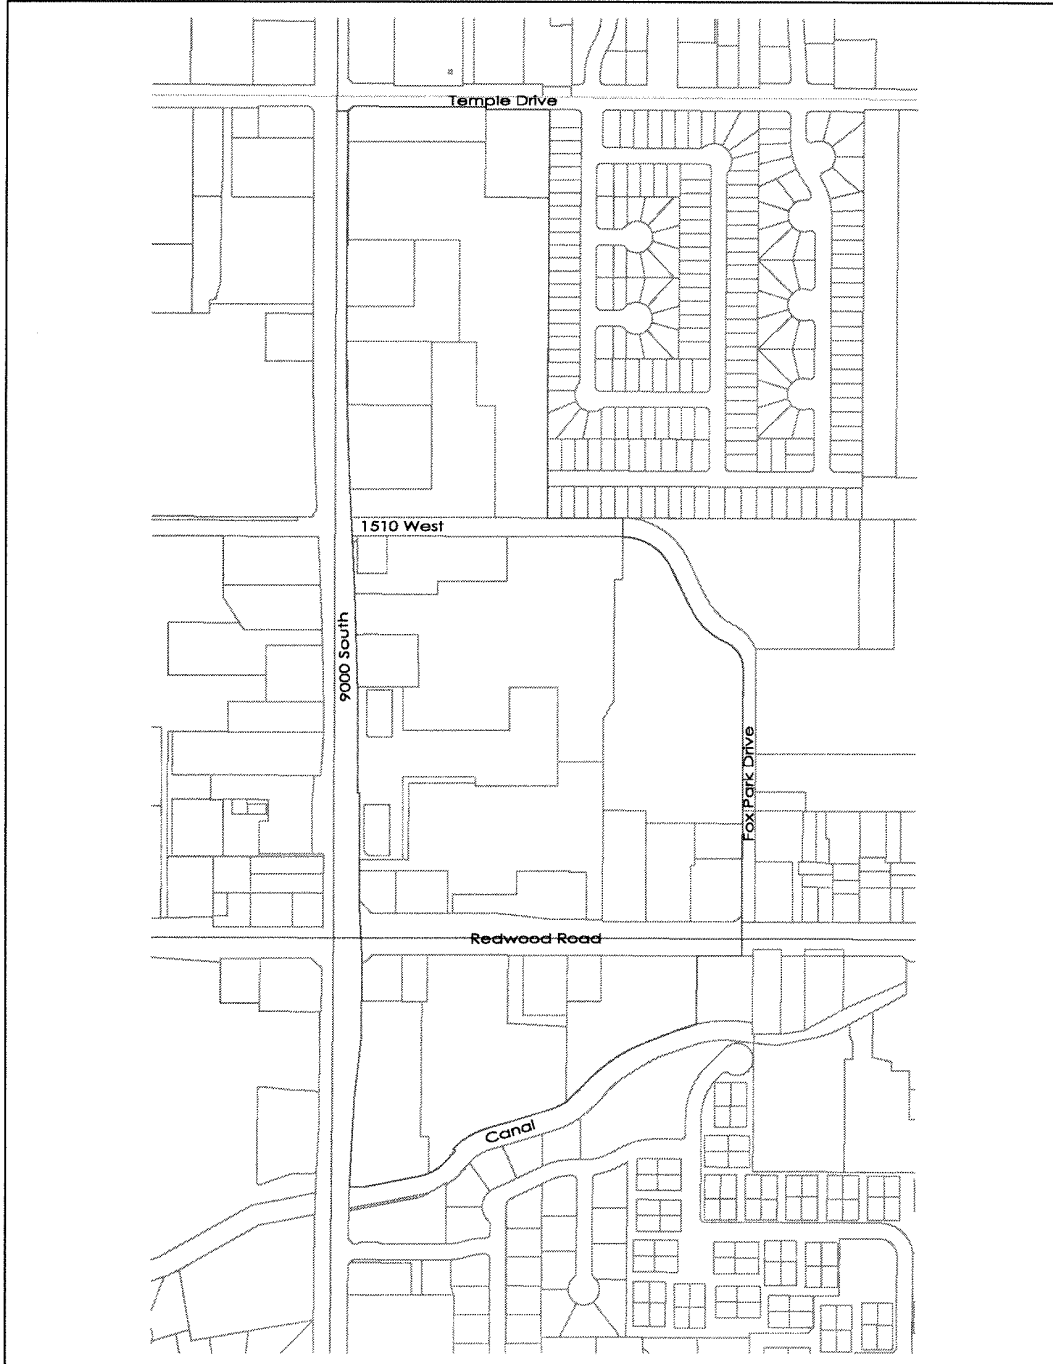 Temple Drive
1510 West
9000 South
Fox Park Drive
Redwood Road
Canal